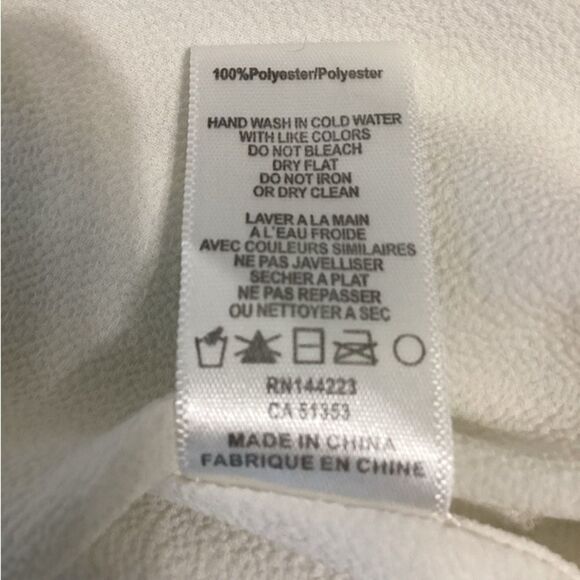 100%Polyester/Polyester
HAND WASH IN COLD WATER
WITH LIKE COLORS
DO NOT BLEACH
DRY FLAT
DO NOT IRON
OR DRY CLEAN
LAVER A LA MAIN
A L'EAU FROIDE
AVEC COULEURS SIMILAIRES
NE PAS JAVELLISER
SECHER A PLAT
NE PAS REPASSER
OU NETTOYER A SEC
RN144223
CA 51353
MADE IN CHINA
FABRIQUE EN CHINE